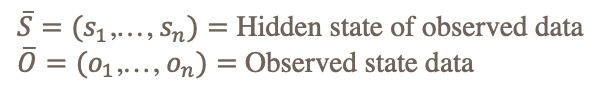 S̄ = (s₁,…, sₙ) = Hidden state of observed data
Ō = (o₁,…, oₙ) = Observed state data